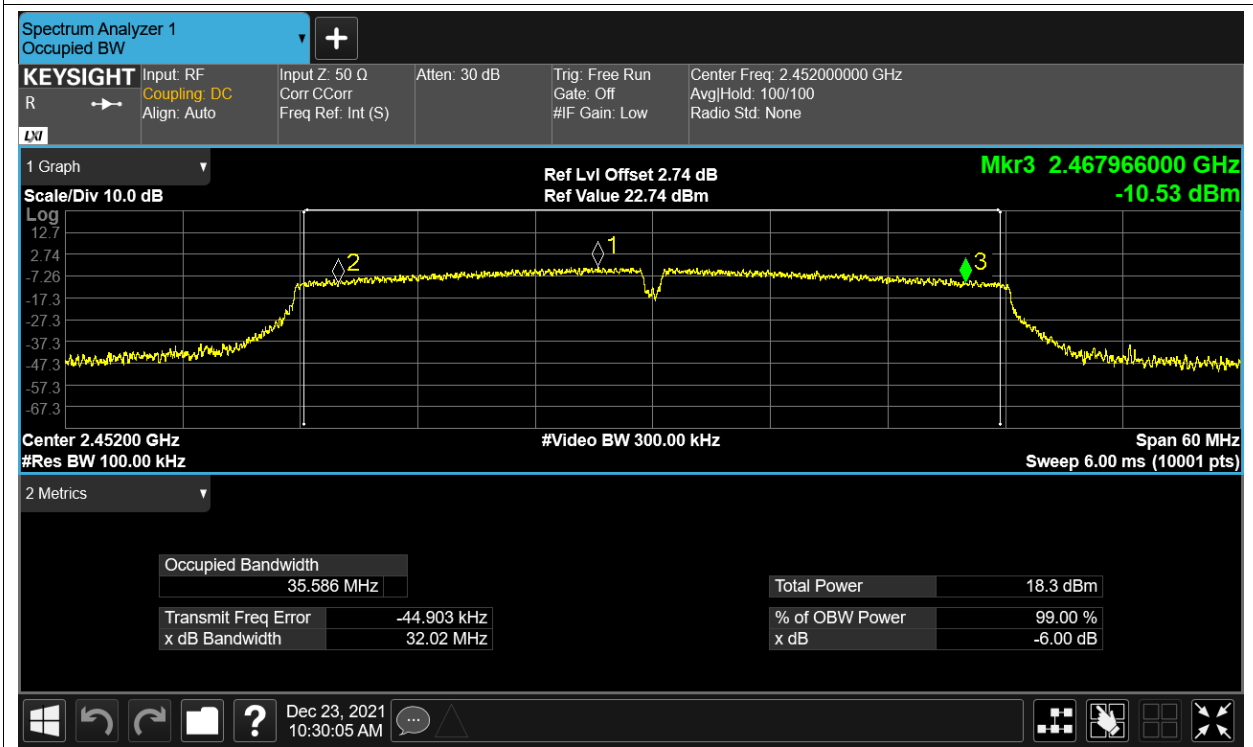 Spectrum Analyzer 1
Occupied BW
KEYSIGHT
R
LXI
Input: RF
Coupling: DC
Align: Auto
Input Z: 50 Ω
Corr CCorr
Freq Ref: Int (S)
Atten: 30 dB
Trig: Free Run
Gate: Off
#IF Gain: Low
Center Freq: 2.452000000 GHz
Avg|Hold: 100/100
Radio Std: None
1 Graph
Scale/Div 10.0 dB
Ref Lvl Offset 2.74 dB
Ref Value 22.74 dBm
Mkr3 2.467966000 GHz
-10.53 dBm
Log
12.7
2.74
-7.26
-17.3
-27.3
-37.3
-47.3
-57.3
-67.3
2
1
3
Center 2.45200 GHz
#Res BW 100.00 kHz
#Video BW 300.00 kHz
Span 60 MHz
Sweep 6.00 ms (10001 pts)
2 Metrics
Occupied Bandwidth
35.586 MHz
Transmit Freq Error -44.903 kHz
x dB Bandwidth 32.02 MHz
Total Power 18.3 dBm
% of OBW Power 99.00 %
x dB -6.00 dB
Dec 23, 2021
10:30:05 AM